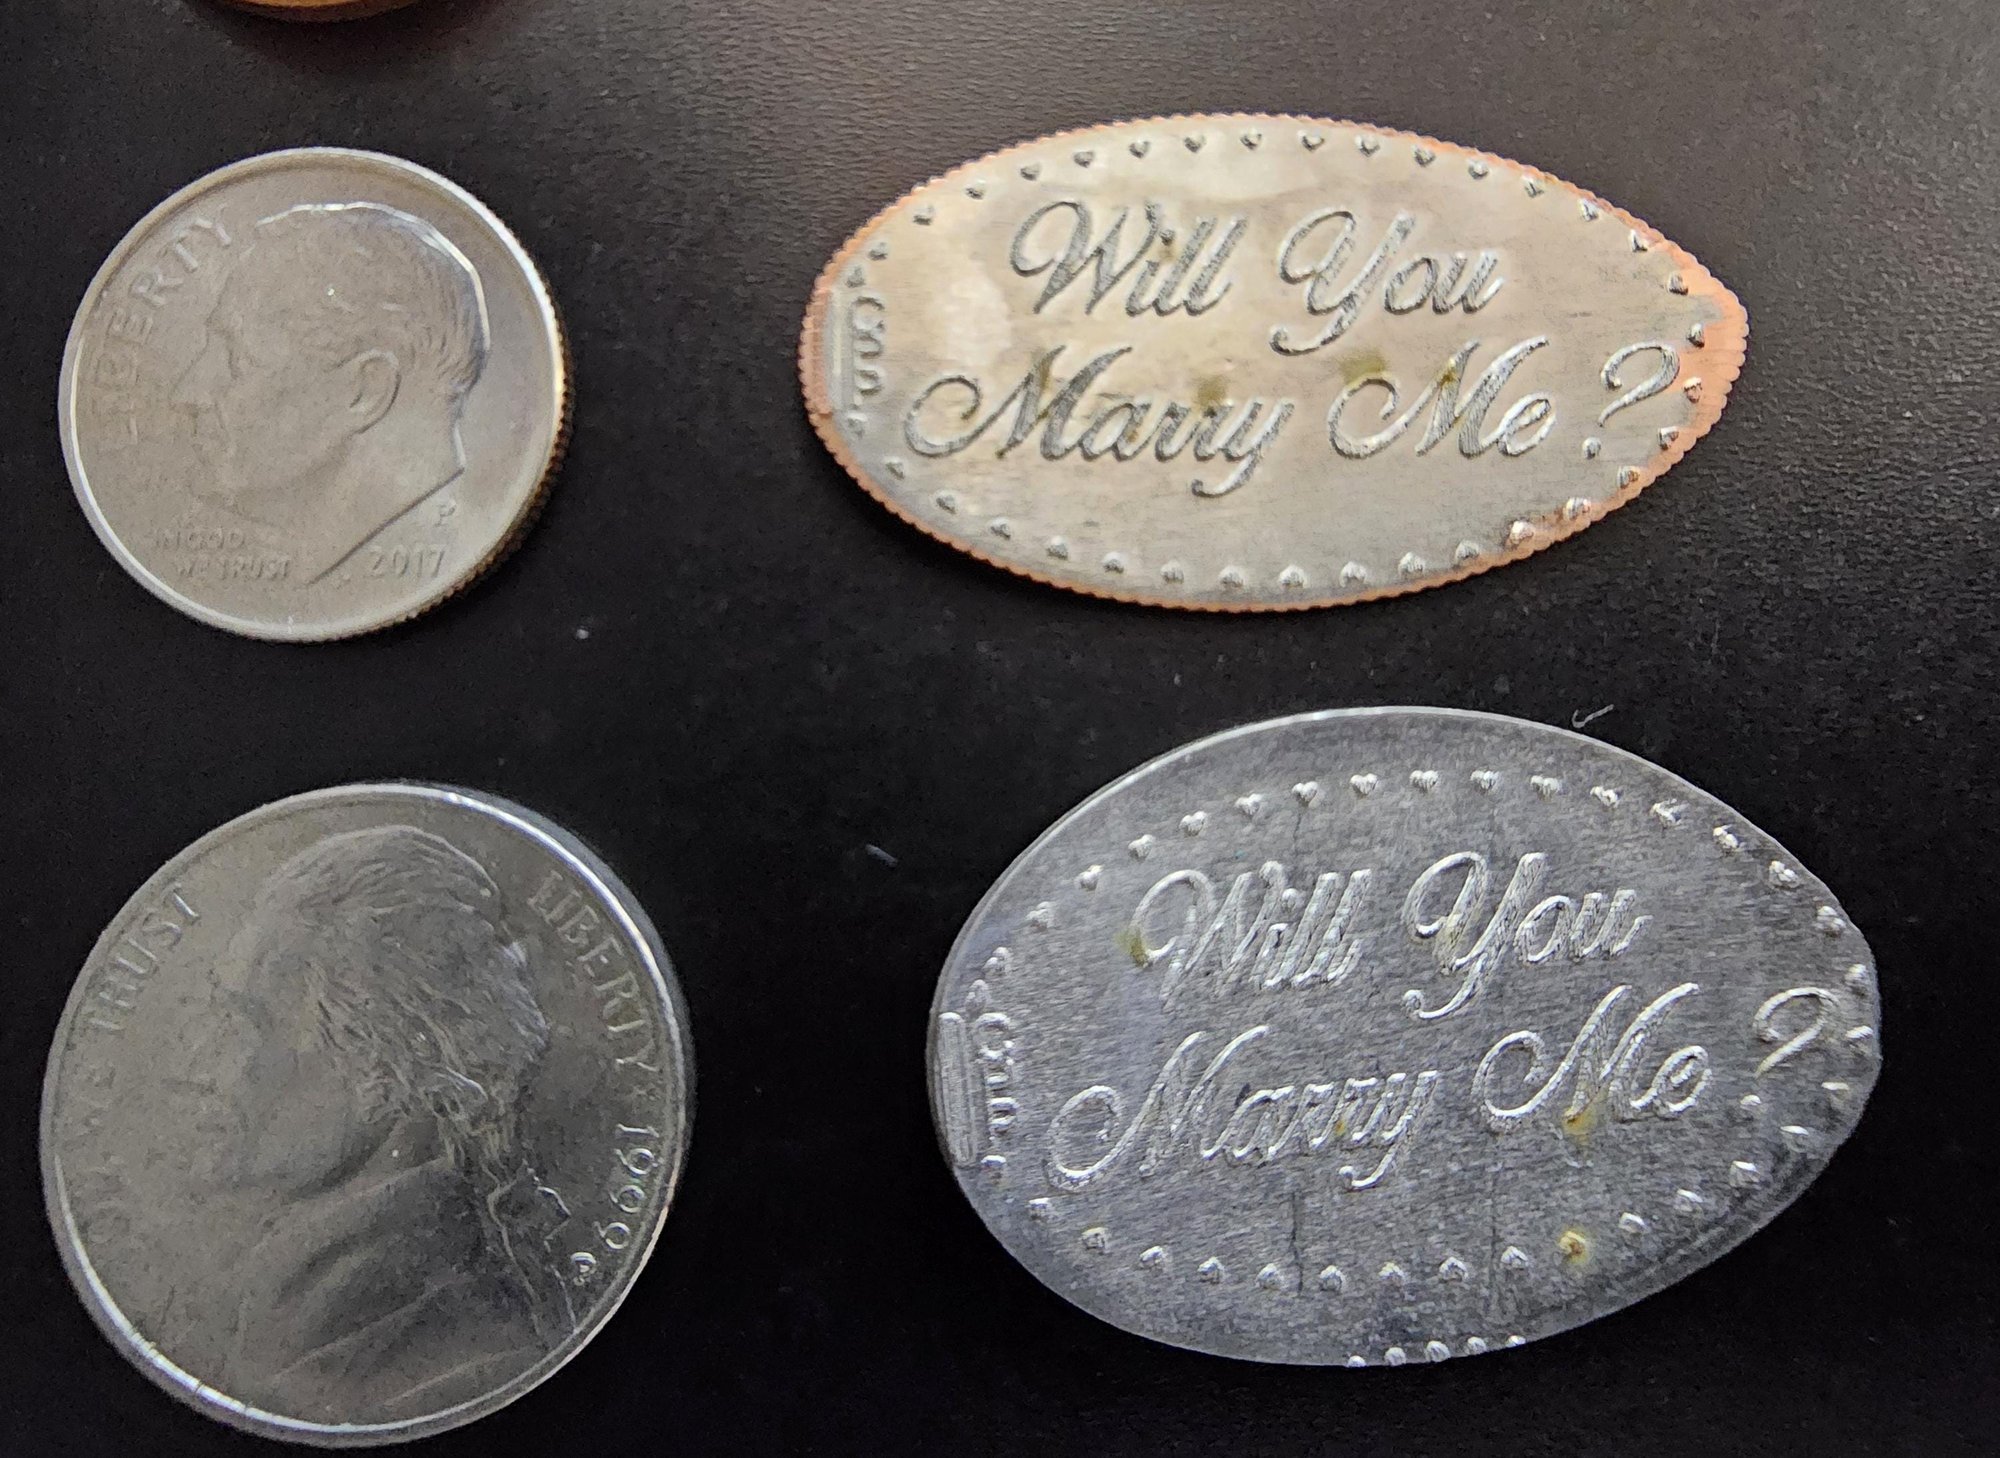 LIBERTY
IN GOD
WE TRUST
P
2017
Will You
Marry Me?
TRUST
LIBERTY
1999
Will You
Marry Me?